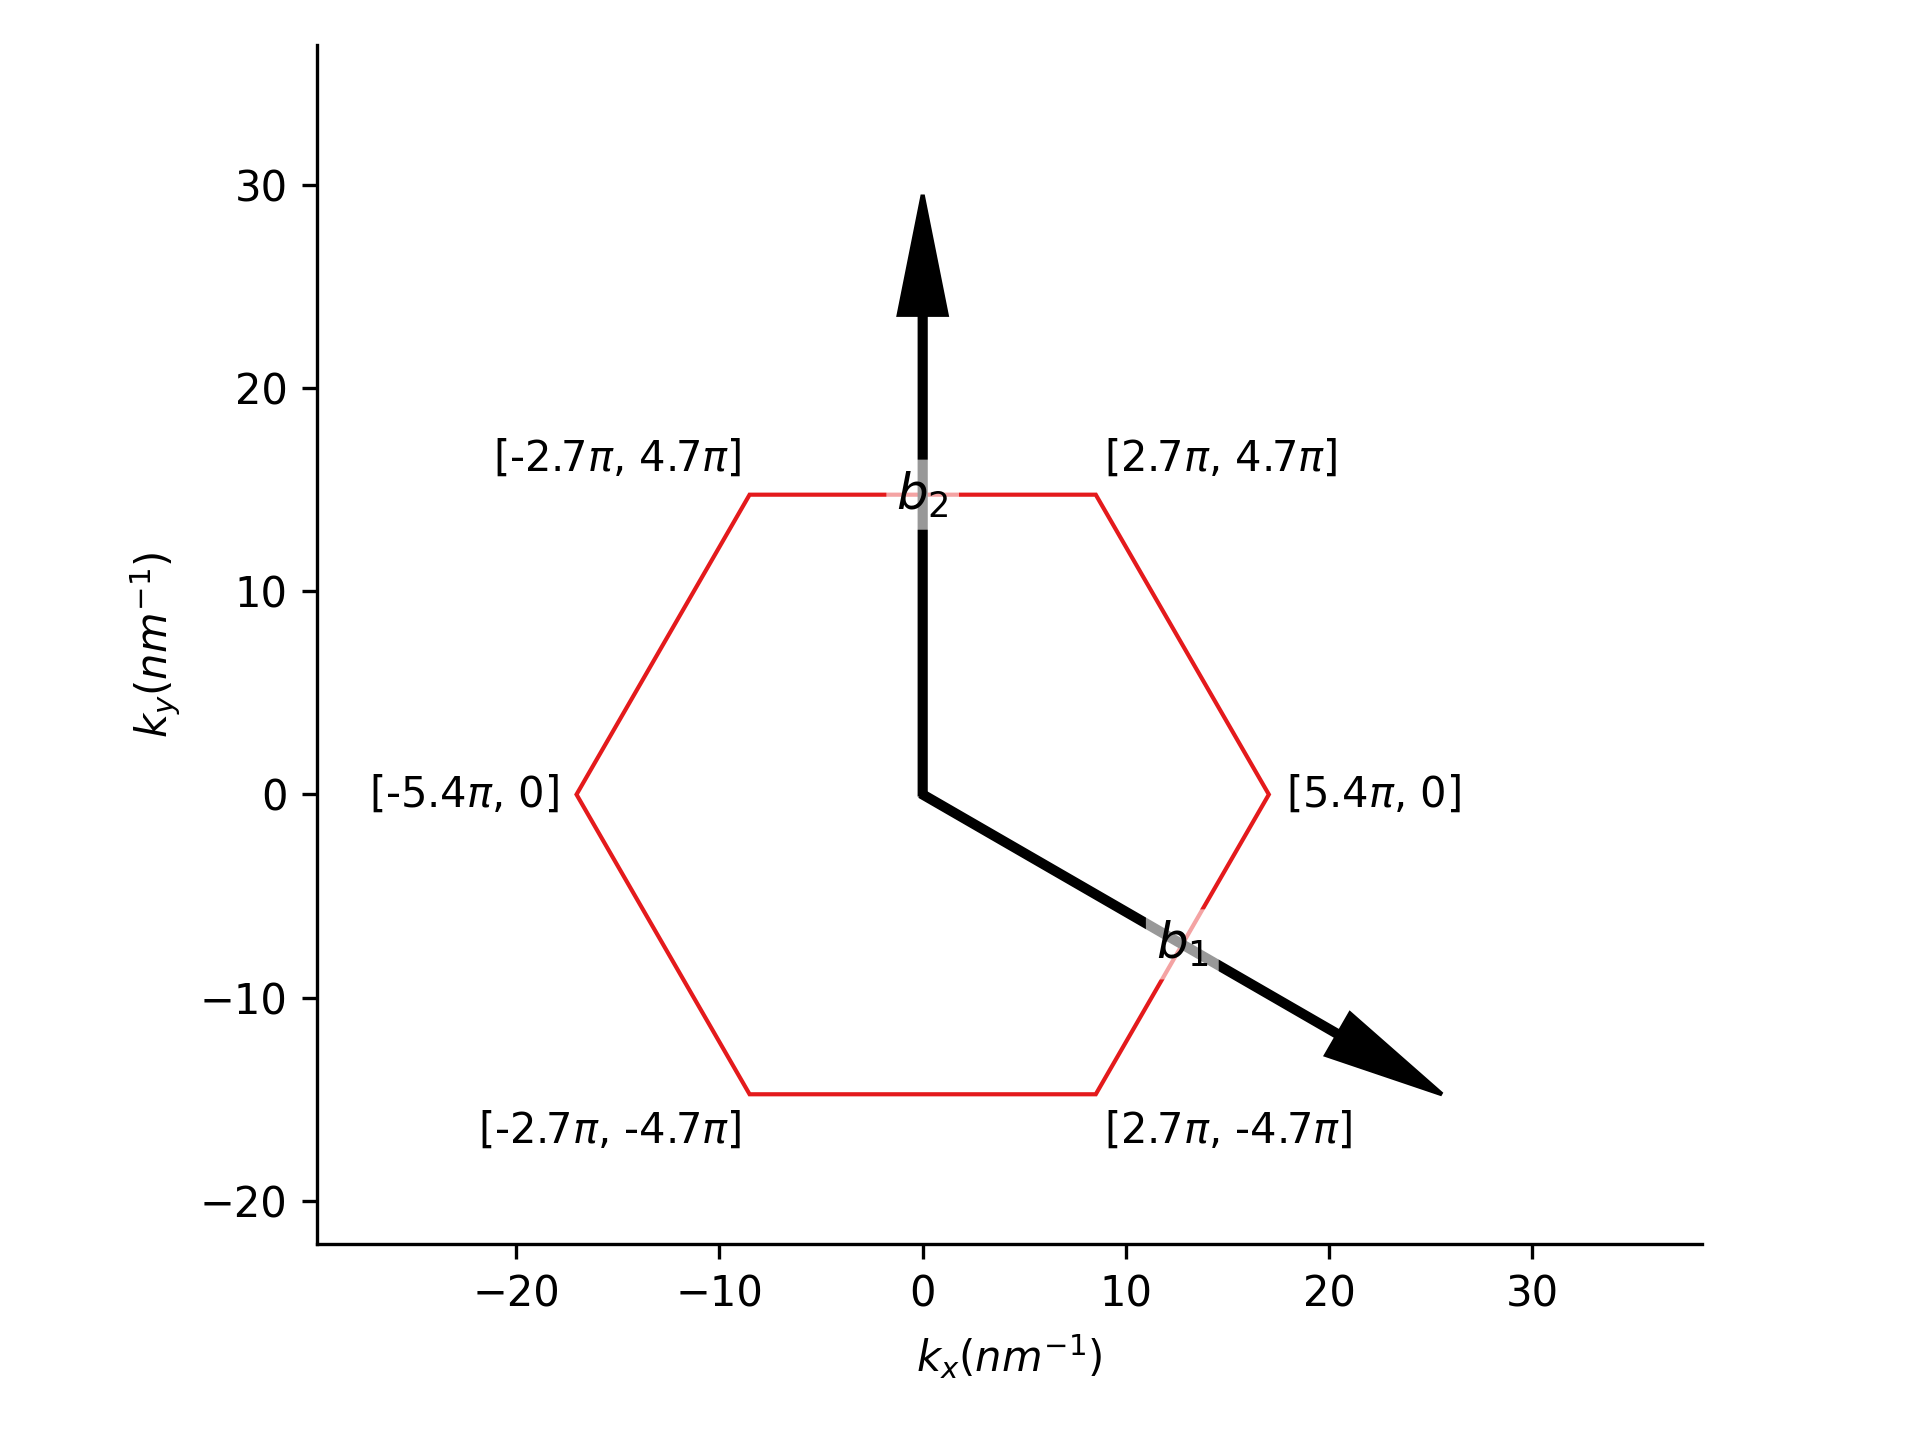 30
20
10
0
−10
−20
[-2.7π, 4.7π]
[2.7π, 4.7π]
b₂
[-5.4π, 0]
[5.4π, 0]
b₁
[-2.7π, -4.7π]
[2.7π, -4.7π]
−20 −10 0 10 20 30
kₓ(nm⁻¹)
k_y(nm⁻¹)